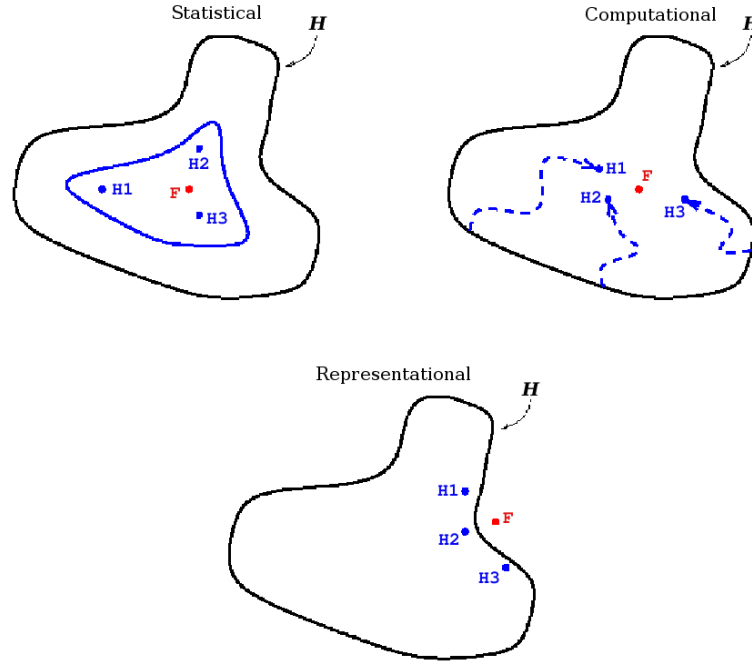 Statistical
H
H2
H1
F
H3
Computational
H
H1
F
H2
H3
Representational
H
H1
F
H2
H3